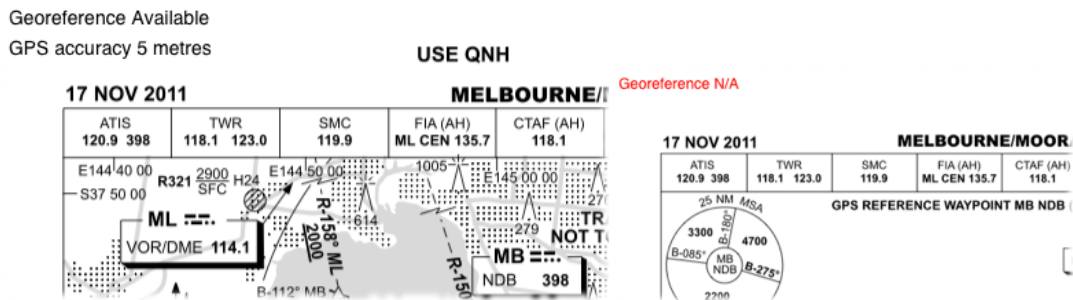 Georeference Available
GPS accuracy 5 metres
USE QNH
17 NOV 2011 MELBOURNE/
ATIS TWR SMC FIA (AH) CTAF (AH)
120.9 398 118.1 123.0 119.9 ML CEN 135.7 118.1
E144 40 00 R321 2900 SFC H24 E144 50 00 1005 E145 00 00
S37 50 00
ML
VOR/DME 114.1
R-158° ML
2000
614
279
27
TR
NOT T
MB
NDB 398
R-150
B-112° MB
Georeference N/A
17 NOV 2011 MELBOURNE/MOOR
ATIS TWR SMC FIA (AH) CTAF (AH)
120.9 398 118.1 123.0 119.9 ML CEN 135.7 118.1
25 NM MSA
GPS REFERENCE WAYPOINT MB NDB
3300
B-180°
4700
B-085°
MB
NDB
B-275°
2200